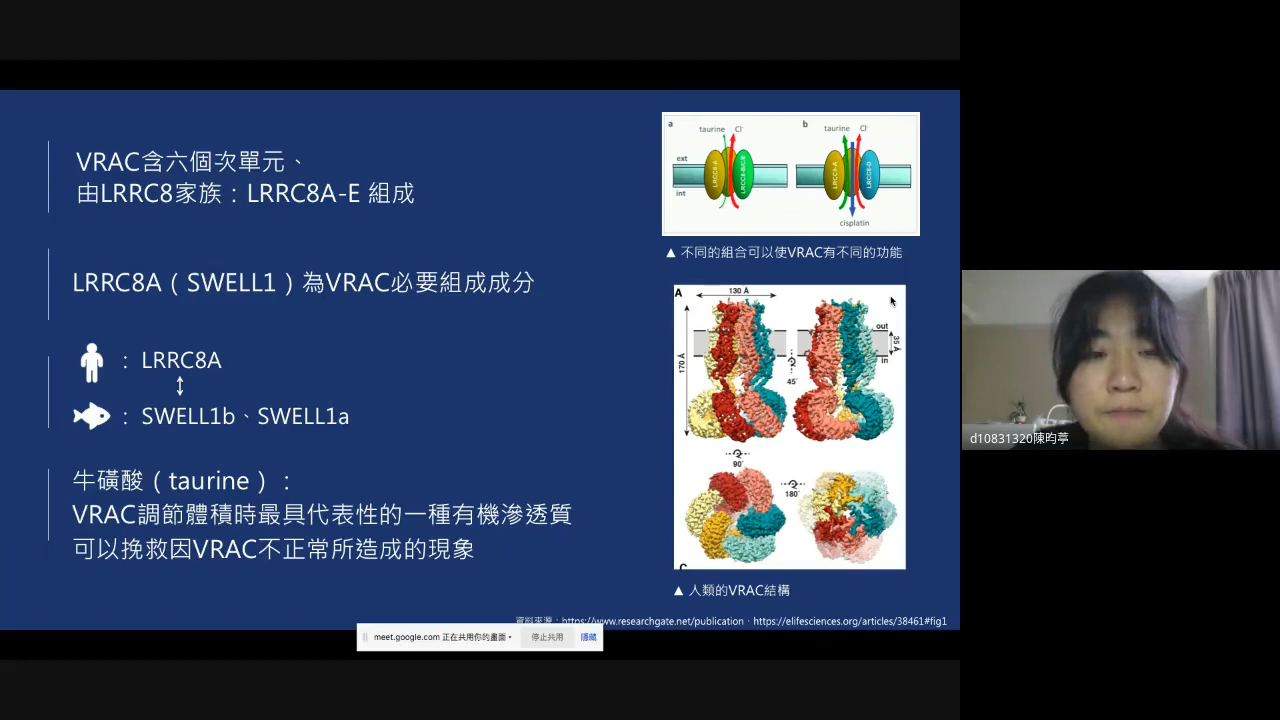 VRAC含六個次單元、
由LRRC8家族：LRRC8A-E 組成
LRRC8A（SWELL1）為VRAC必要組成成分
： LRRC8A
： SWELL1b、SWELL1a
牛磺酸（taurine）：
VRAC調節體積時最具代表性的一種有機滲透質
可以挽救因VRAC不正常所造成的現象
a
taurine Cl⁻
ext
int
LRRC8-A
b
taurine Cl⁻
LRRC8-A
LRRC8-D
cisplatin
▲ 不同的組合可以使VRAC有不同的功能
A
130 Å
170 Å
out
35 Å
in
45°
90°
180°
C
▲ 人類的VRAC結構
資料來源：https://www.researchgate.net/publication、https://elifesciences.org/articles/38461#fig1
meet.google.com 正在共用你的畫面。
停止共用
隱藏
d10831320陳昀葶